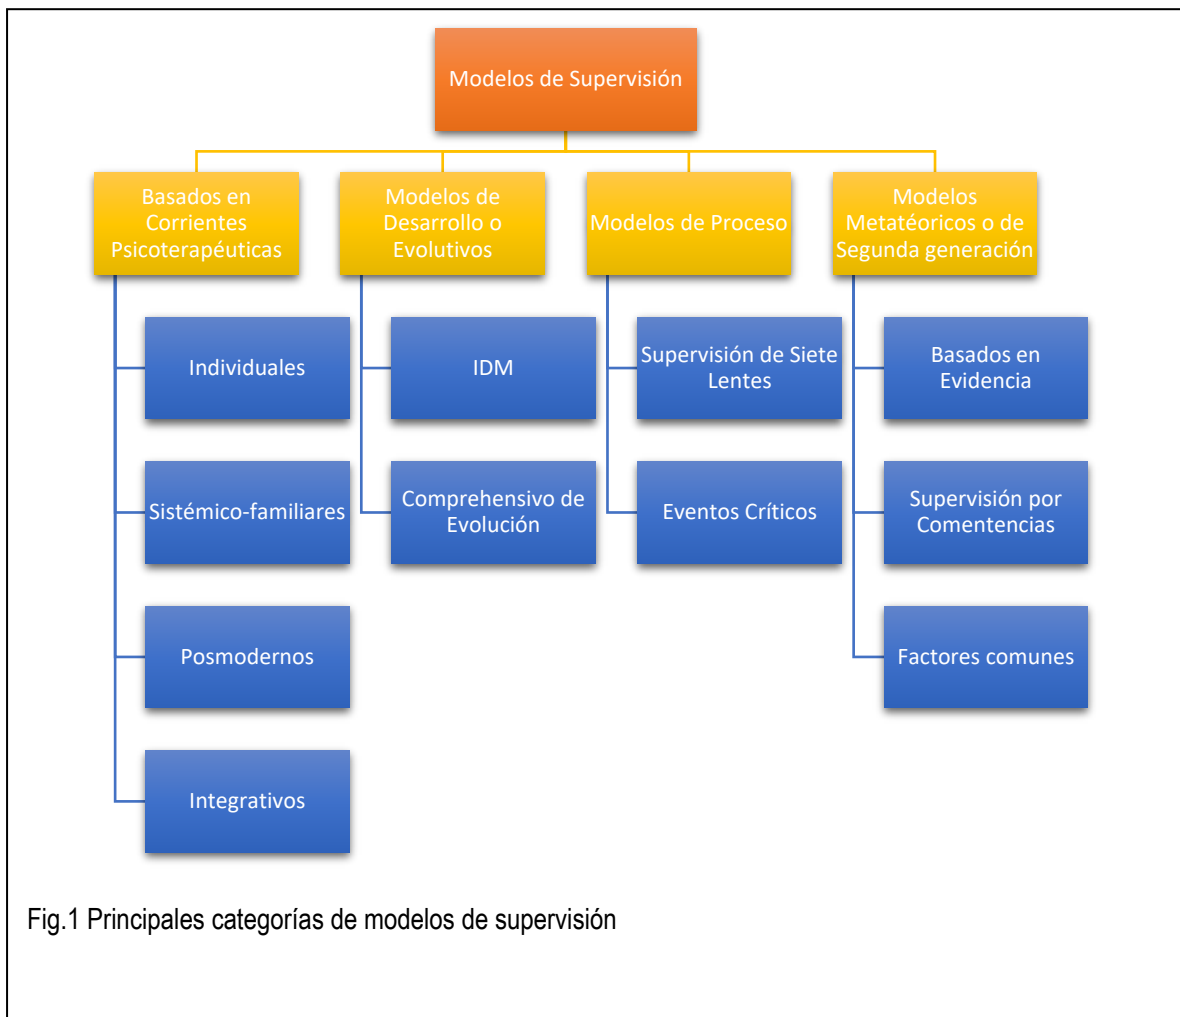 Modelos de Supervisión
Basados en
Corrientes
Psicoterapéuticas
Modelos de
Desarrollo o
Evolutivos
Modelos de Proceso
Modelos
Metatéoricos o de
Segunda generación
Individuales
IDM
Supervisión de Siete
Lentes
Basados en
Evidencia
Sistémico-familiares
Comprehensivo de
Evolución
Eventos Críticos
Supervisión por
Comentencias
Posmodernos
Factores comunes
Integrativos
Fig.1 Principales categorías de modelos de supervisión